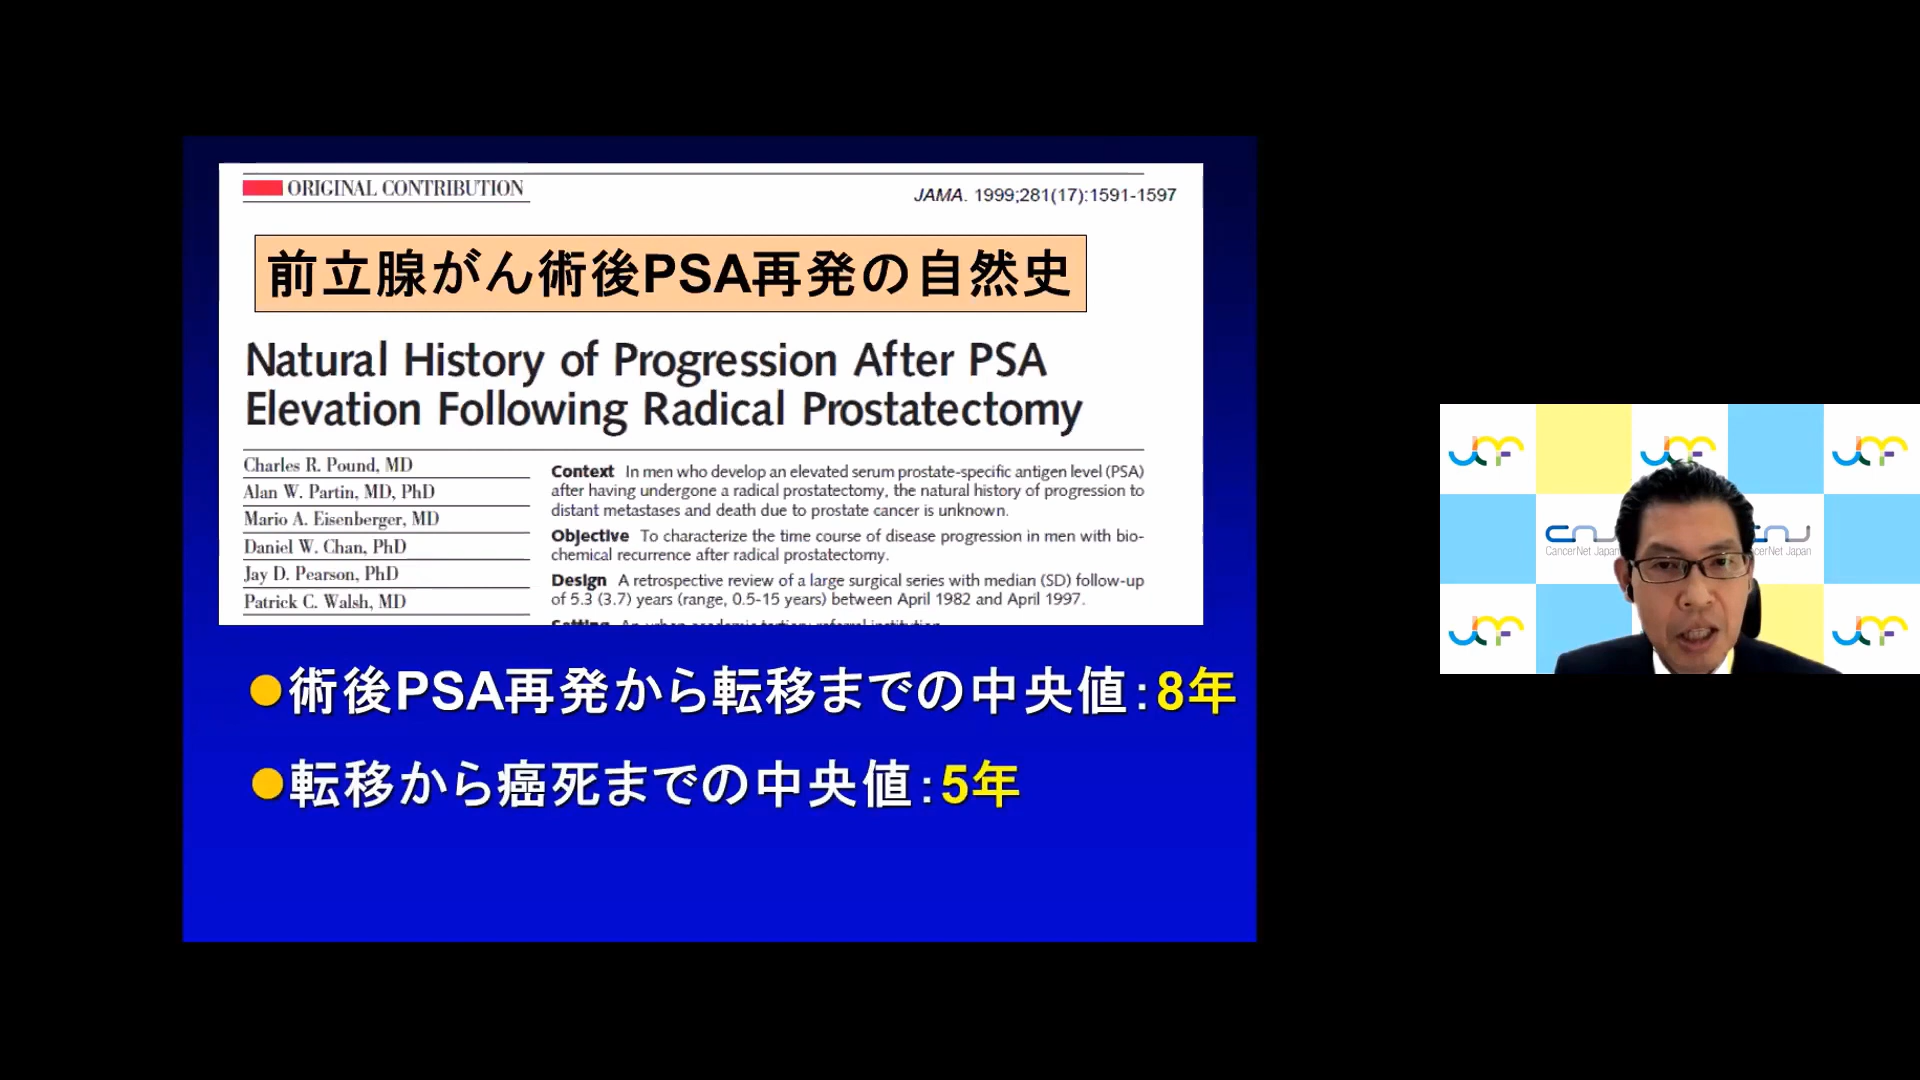 ORIGINAL CONTRIBUTION
JAMA. 1999;281(17):1591-1597
前立腺がん術後PSA再発の自然史
Natural History of Progression After PSA
Elevation Following Radical Prostatectomy
Charles R. Pound, MD
Alan W. Partin, MD, PhD
Mario A. Eisenberger, MD
Daniel W. Chan, PhD
Jay D. Pearson, PhD
Patrick C. Walsh, MD
Context In men who develop an elevated serum prostate-specific antigen level (PSA)
after having undergone a radical prostatectomy, the natural history of progression to
distant metastases and death due to prostate cancer is unknown.
Objective To characterize the time course of disease progression in men with bio-
chemical recurrence after radical prostatectomy.
Design A retrospective review of a large surgical series with median (SD) follow-up
of 5.3 (3.7) years (range, 0.5-15 years) between April 1982 and April 1997.
Setting An urban academic tertiary referral institution.
●術後PSA再発から転移までの中央値：8年
●転移から癌死までの中央値：5年
CancerNet Japan
cerNet Japan